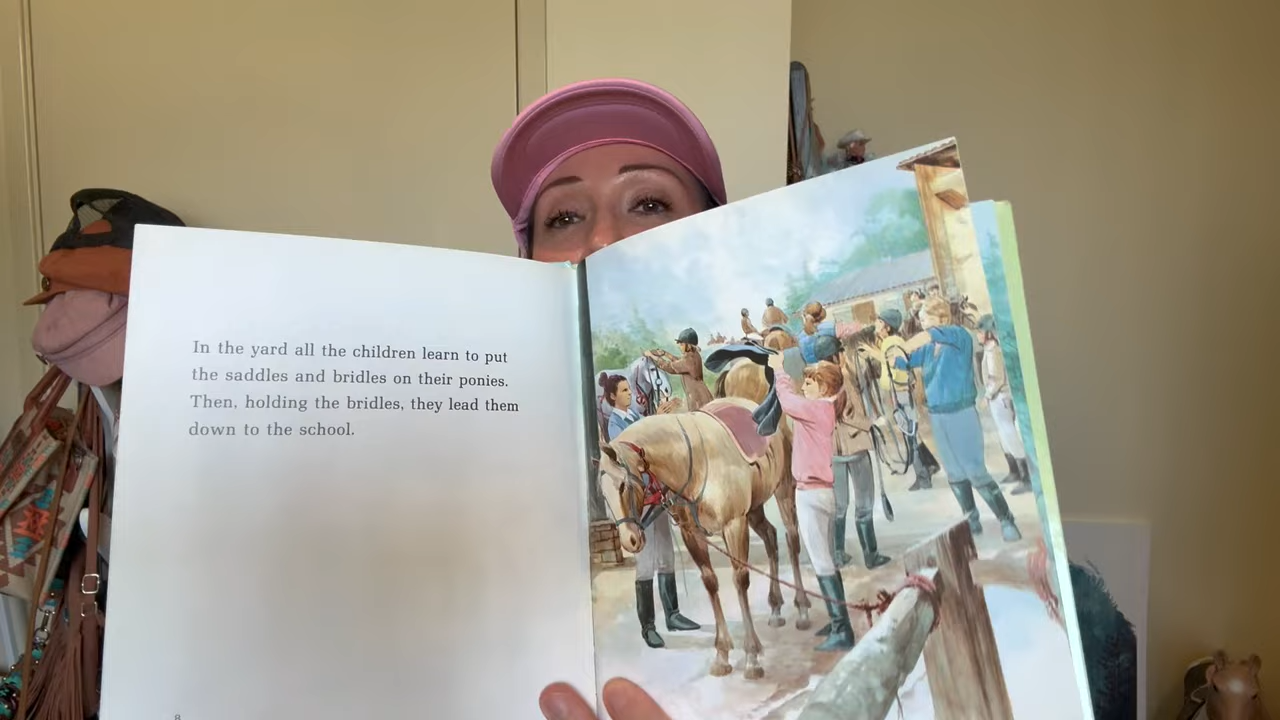 In the yard all the children learn to put
the saddles and bridles on their ponies.
Then, holding the bridles, they lead them
down to the school.
8